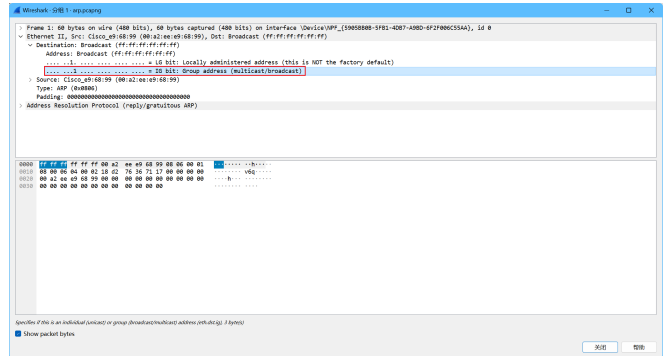 Wireshark · 分组 1 · arp.pcapng
Frame 1: 60 bytes on wire (480 bits), 60 bytes captured (480 bits) on interface \Device\NPF_{5905BB0B-5FB1-4DB7-A9BD-6F2F006C55AA}, id 0
Ethernet II, Src: Cisco_e9:68:99 (00:a2:ee:e9:68:99), Dst: Broadcast (ff:ff:ff:ff:ff:ff)
Destination: Broadcast (ff:ff:ff:ff:ff:ff)
Address: Broadcast (ff:ff:ff:ff:ff:ff)
.... ..1. .... .... .... .... = LG bit: Locally administered address (this is NOT the factory default)
.... ...1 .... .... .... .... = IG bit: Group address (multicast/broadcast)
Source: Cisco_e9:68:99 (00:a2:ee:e9:68:99)
Type: ARP (0x0806)
Padding: 000000000000000000000000000000000000
Address Resolution Protocol (reply/gratuitous ARP)
0000 ff ff ff ff ff ff 00 a2 ee e9 68 99 08 06 00 01 ········ ··h·····
0010 08 00 06 04 00 02 18 d2 76 36 71 17 00 00 00 00 ········ v6q·····
0020 00 a2 ee e9 68 99 00 00 00 00 00 00 00 00 00 00 ····h··· ········
0030 00 00 00 00 00 00 00 00 00 00 00 00 ········ ····
Specifies if this is an individual (unicast) or group (broadcast/multicast) address (eth.dst.ig), 3 byte(s)
Show packet bytes
关闭 帮助